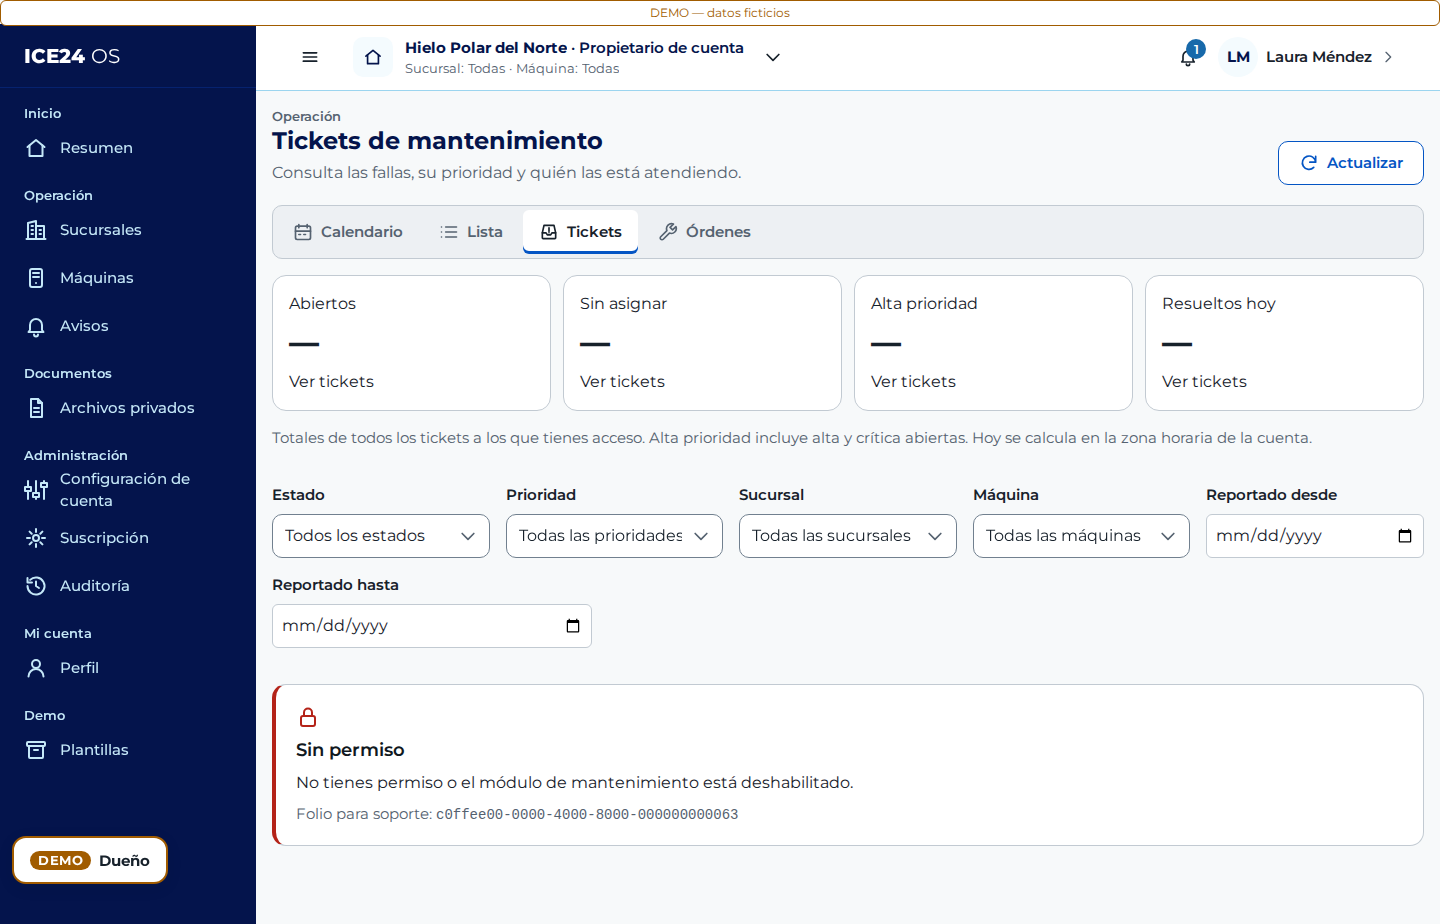 DEMO — datos ficticios
ICE24 OS
Inicio
Resumen
Operación
Sucursales
Máquinas
Avisos
Documentos
Archivos privados
Administración
Configuración de
cuenta
Suscripción
Auditoría
Mi cuenta
Perfil
Demo
Plantillas
DEMO Dueño
Hielo Polar del Norte · Propietario de cuenta
Sucursal: Todas · Máquina: Todas
1
LM Laura Méndez
Operación
Tickets de mantenimiento
Consulta las fallas, su prioridad y quién las está atendiendo.
Actualizar
Calendario Lista Tickets Órdenes
Abiertos
—
Ver tickets
Sin asignar
—
Ver tickets
Alta prioridad
—
Ver tickets
Resueltos hoy
—
Ver tickets
Totales de todos los tickets a los que tienes acceso. Alta prioridad incluye alta y crítica abiertas. Hoy se calcula en la zona horaria de la cuenta.
Estado
Todos los estados
Prioridad
Todas las prioridades
Sucursal
Todas las sucursales
Máquina
Todas las máquinas
Reportado desde
mm/dd/yyyy
Reportado hasta
mm/dd/yyyy
Sin permiso
No tienes permiso o el módulo de mantenimiento está deshabilitado.
Folio para soporte: c0ffee00-0000-4000-8000-000000000063